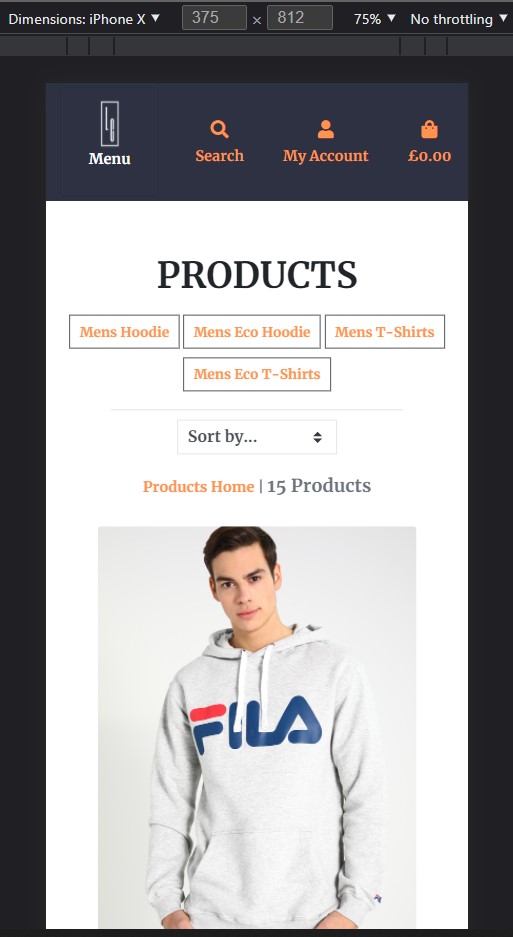 Dimensions: iPhone X ▼ 375 × 812 75% ▼ No throttling ▼
Menu Search My Account £0.00
PRODUCTS
Mens Hoodie Mens Eco Hoodie Mens T-Shirts
Mens Eco T-Shirts
Sort by...
Products Home | 15 Products
FILA